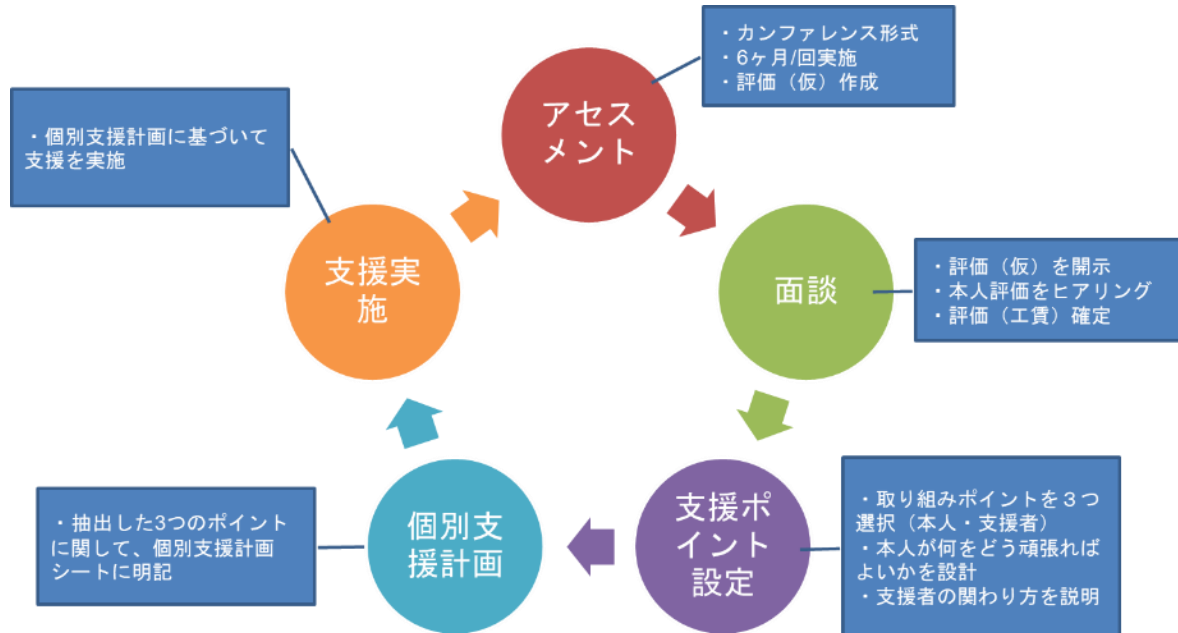 アセス
メント
・カンファレンス形式
・6ヶ月/回実施
・評価（仮）作成
面談
・評価（仮）を開示
・本人評価をヒアリング
・評価（工賃）確定
支援ポ
イント
設定
・取り組みポイントを３つ
選択（本人・支援者）
・本人が何をどう頑張れば
よいかを設計
・支援者の関わり方を説明
個別支
援計画
・抽出した3つのポイント
に関して、個別支援計画
シートに明記
支援実
施
・個別支援計画に基づいて
支援を実施